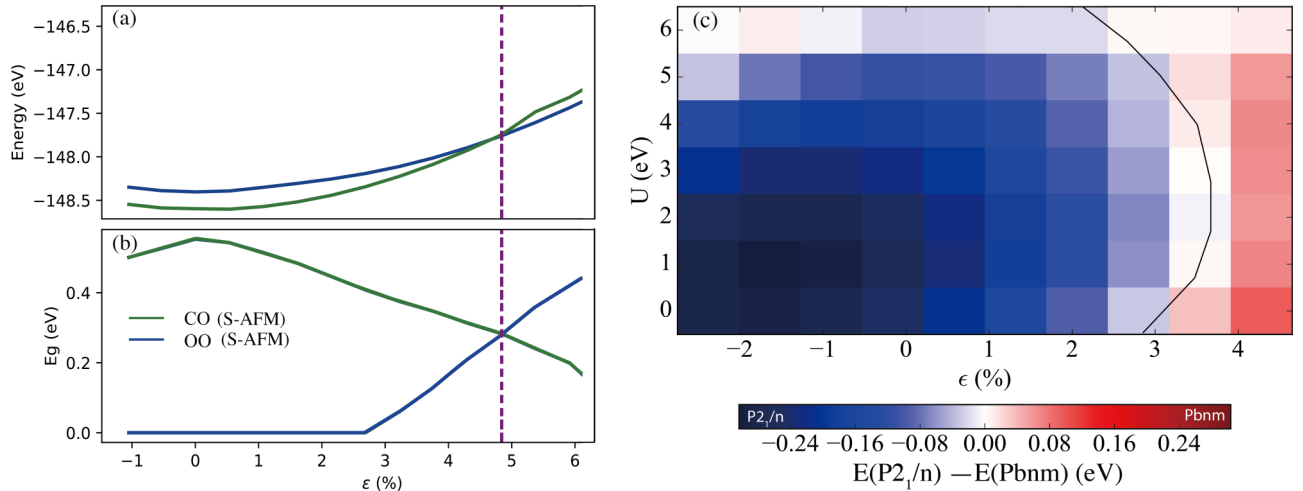 (a)
Energy (eV)
−146.5
−147.0
−147.5
−148.0
−148.5
(b)
Eg (eV)
0.4
0.2
0.0
CO (S-AFM)
OO (S-AFM)
−1 0 1 2 3 4 5 6
ε (%)
(c)
U (eV)
6
5
4
3
2
1
0
−2 −1 0 1 2 3 4
ϵ (%)
P2₁/n Pbnm
−0.24 −0.16 −0.08 0.00 0.08 0.16 0.24
E(P2₁/n) —E(Pbnm) (eV)